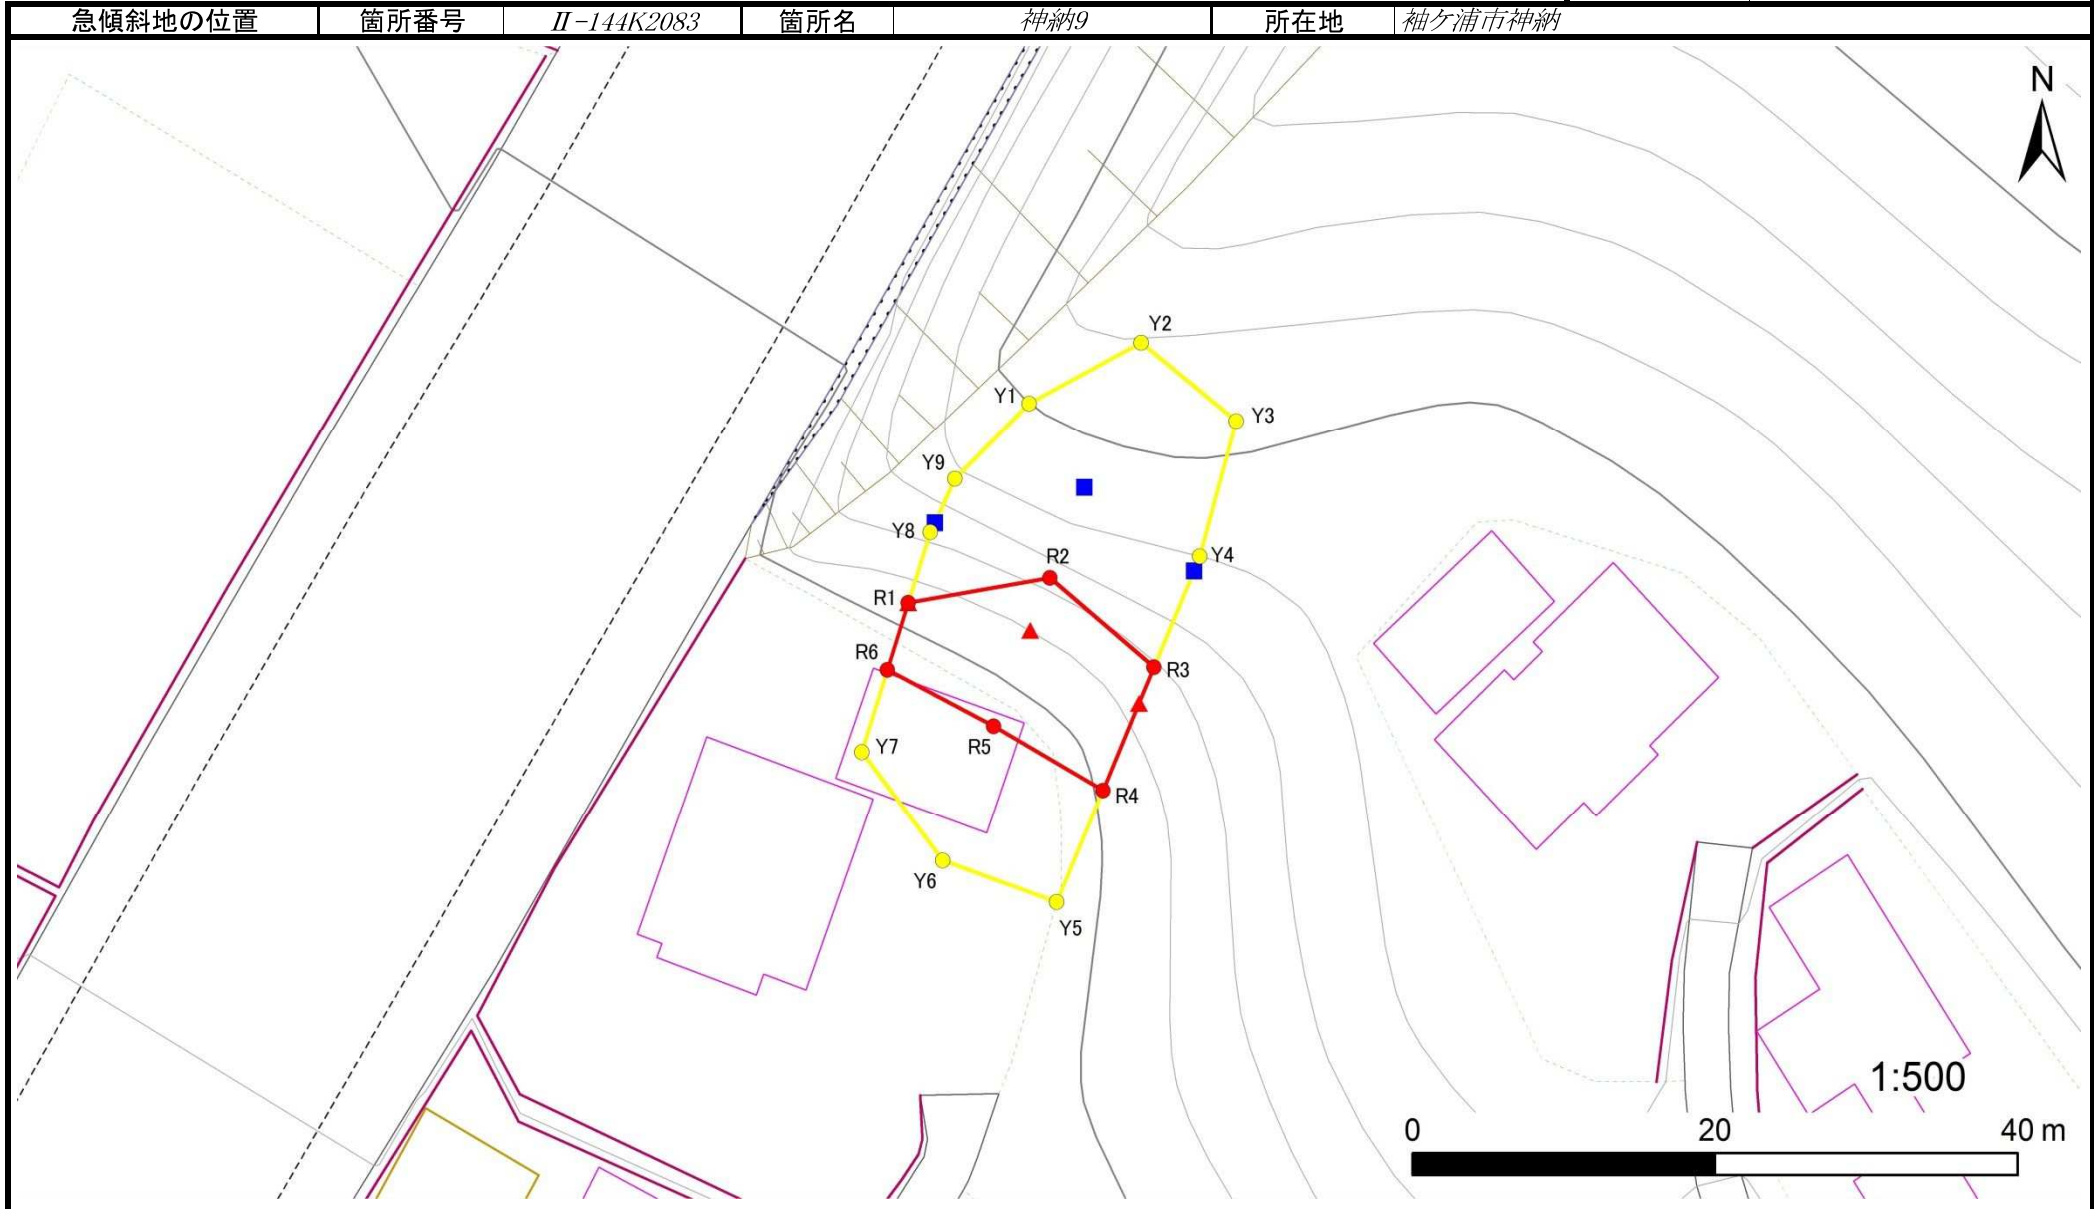 急傾斜地の位置 箇所番号 Ⅱ-144K2083 箇所名 神納9 所在地 袖ケ浦市神納
N
Y2
Y1
Y3
Y9
Y8
Y4
R2
R1
R6
R3
Y7
R5
R4
Y6
Y5
1:500
0 20 40 m